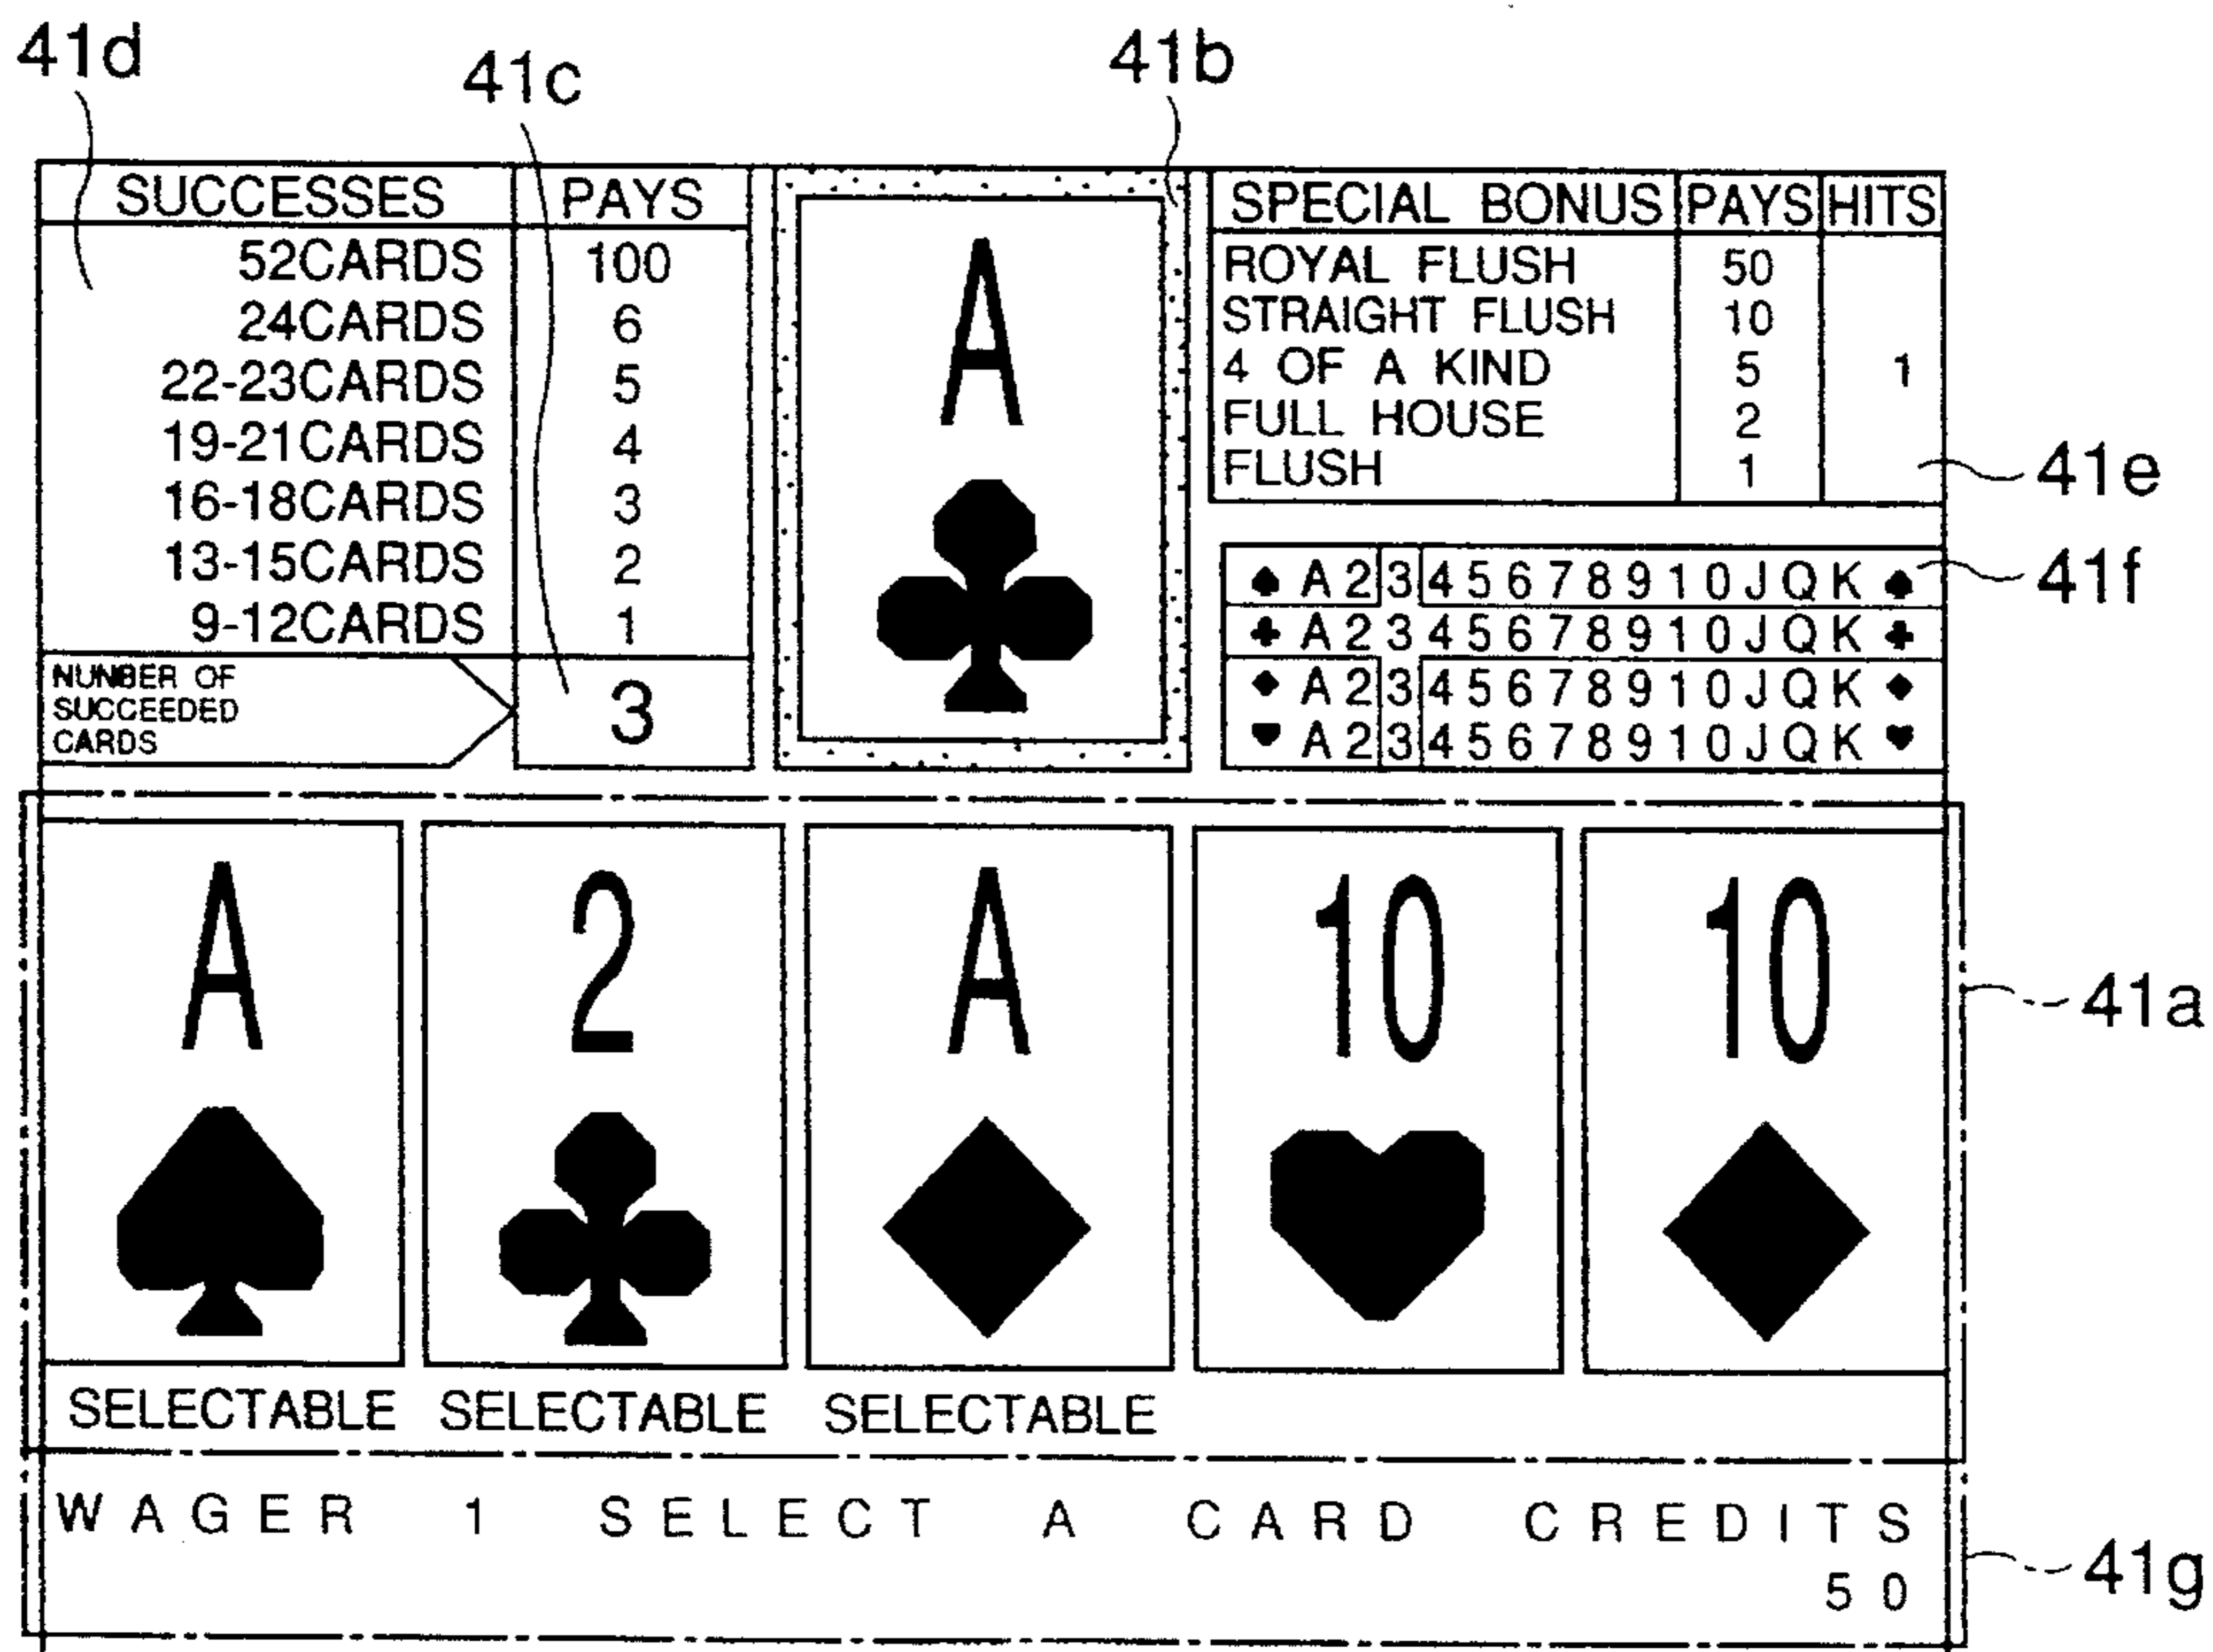 41d
41c
41b
SUCCESSES PAYS
52CARDS 100
24CARDS 6
22-23CARDS 5
19-21CARDS 4
16-18CARDS 3
13-15CARDS 2
9-12CARDS 1
NUNBER OF
SUCCEEDED
CARDS
3
A
SPECIAL BONUS PAYS HITS
ROYAL FLUSH 50
STRAIGHT FLUSH 10
4 OF A KIND 5 1
FULL HOUSE 2
FLUSH 1
41e
♠ A 2 3 4 5 6 7 8 9 10 J Q K ♠
♣ A 2 3 4 5 6 7 8 9 10 J Q K ♣
♦ A 2 3 4 5 6 7 8 9 10 J Q K ♦
♥ A 2 3 4 5 6 7 8 9 10 J Q K ♥
41f
A 2 A 10 10
41a
SELECTABLE SELECTABLE SELECTABLE
WAGER 1 SELECT A CARD CREDITS
50
41g